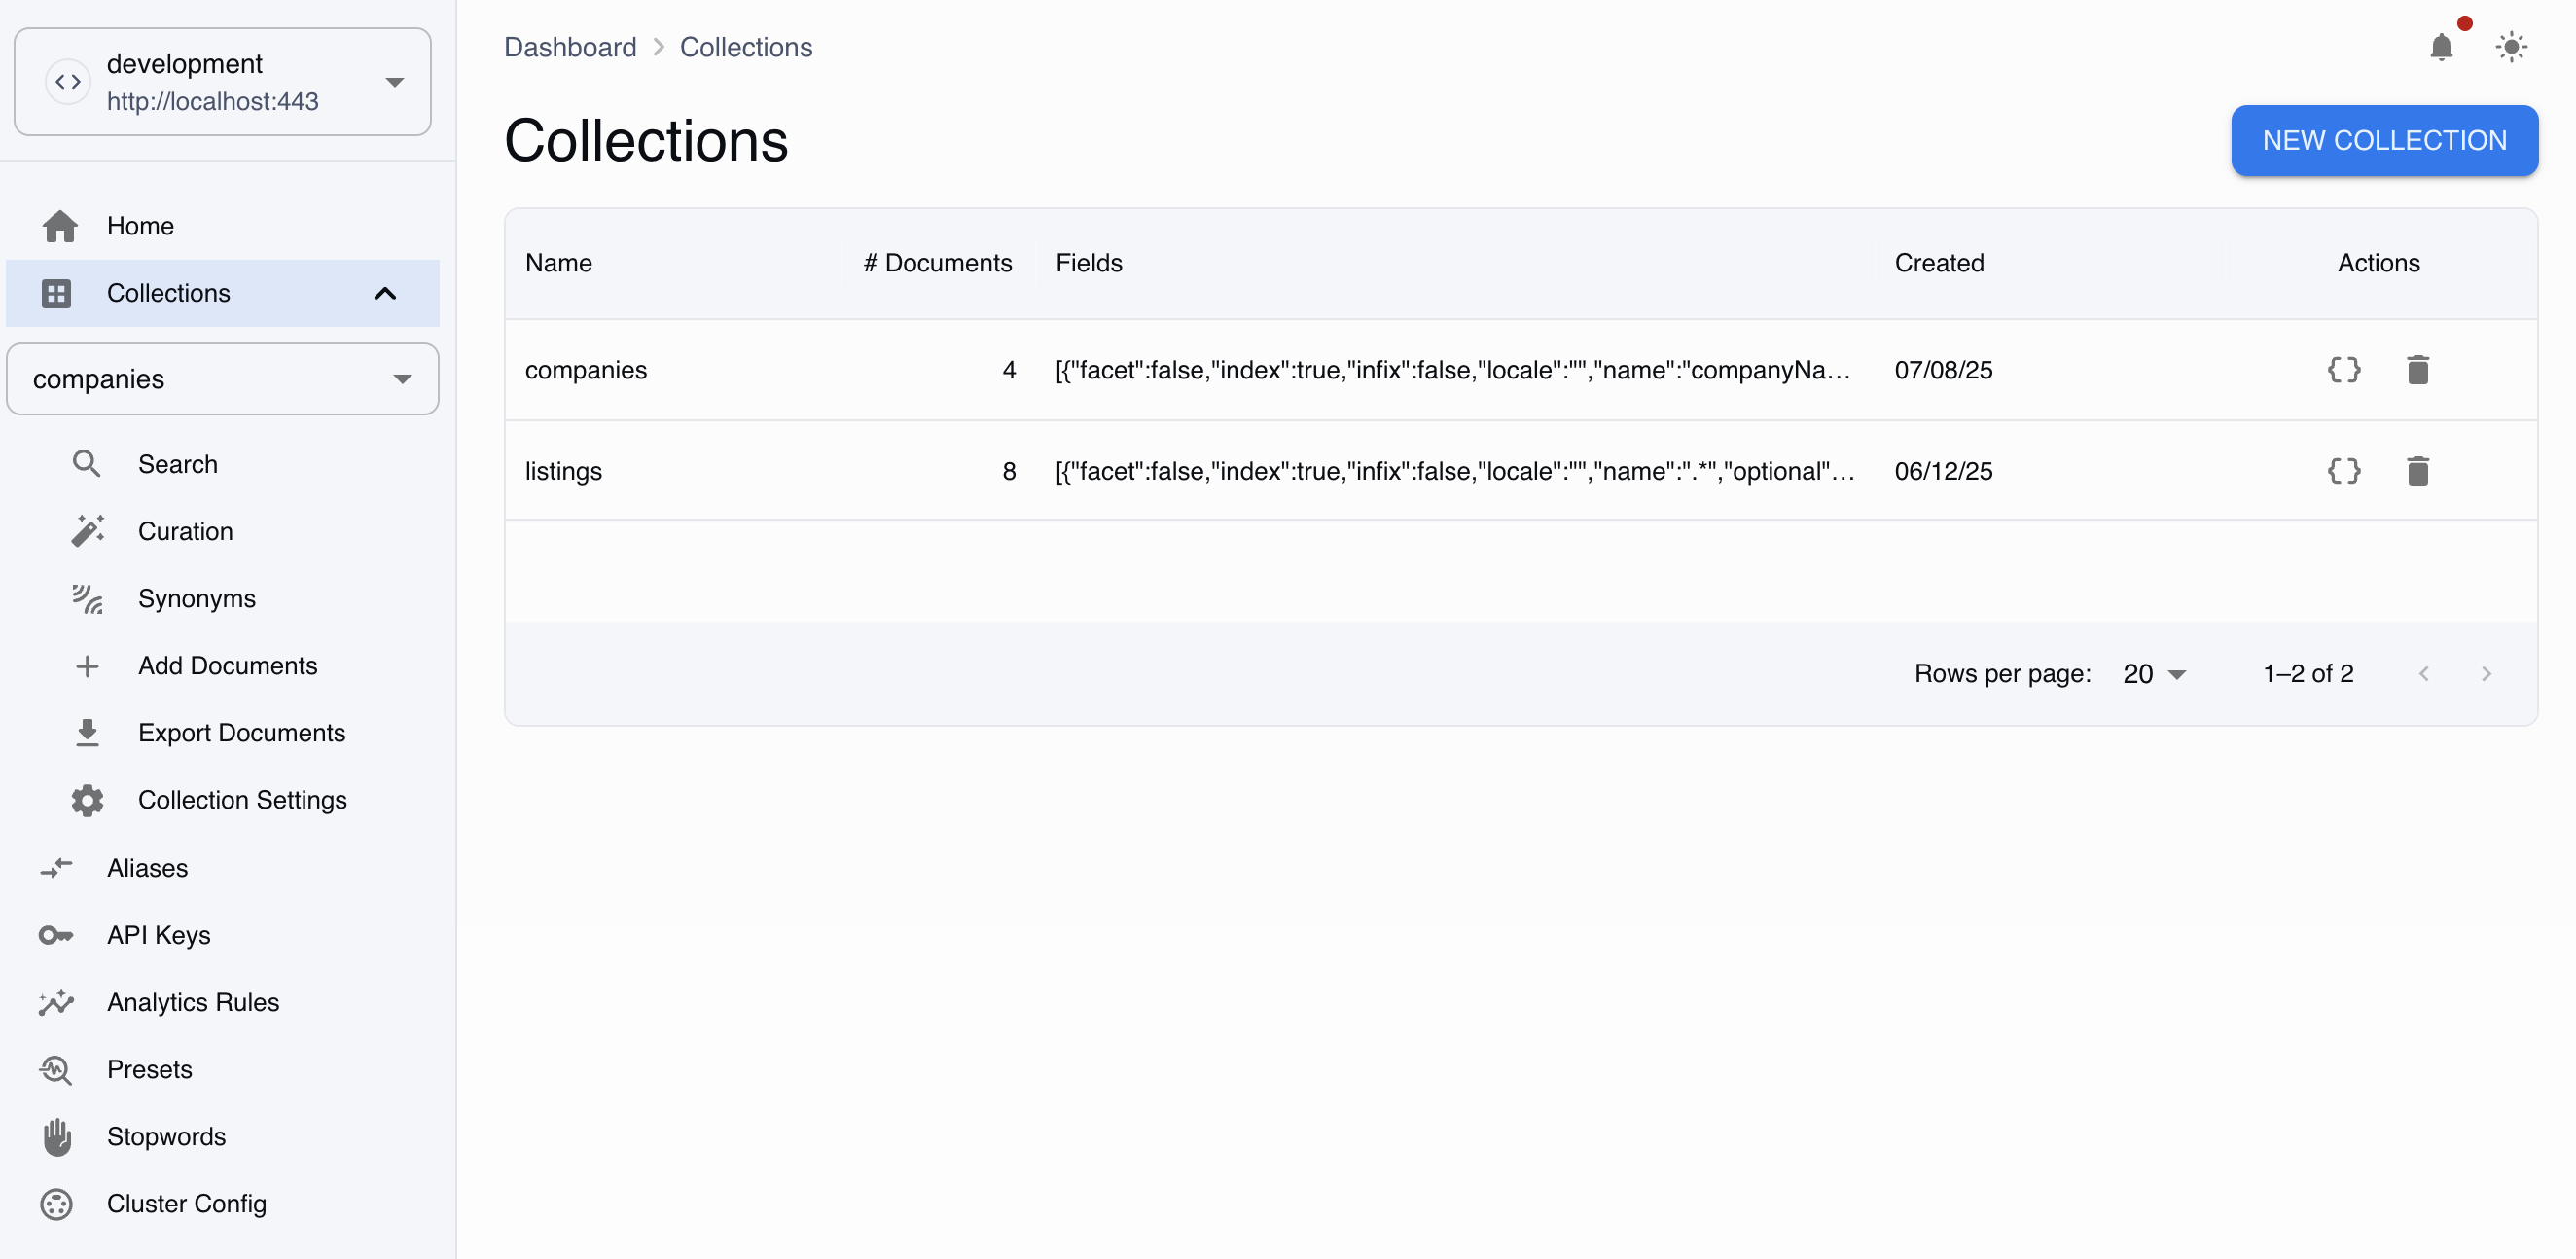 development
http://localhost:443
Home
Collections
companies
Search
Curation
Synonyms
Add Documents
Export Documents
Collection Settings
Aliases
API Keys
Analytics Rules
Presets
Stopwords
Cluster Config
Dashboard > Collections
Collections
NEW COLLECTION
Name # Documents Fields Created Actions
companies 4 [{"facet":false,"index":true,"infix":false,"locale":"","name":"companyNa... 07/08/25
listings 8 [{"facet":false,"index":true,"infix":false,"locale":"","name":".*","optional"... 06/12/25
Rows per page: 20 1–2 of 2